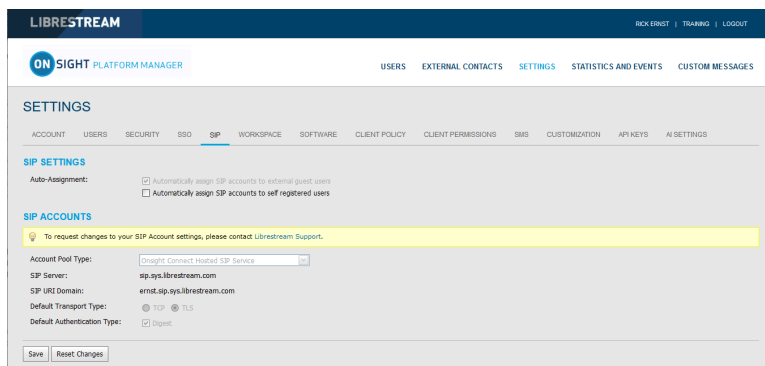 LIBRESTREAM
RICK ERNST | TRAINING | LOGOUT
ON SIGHT PLATFORM MANAGER
USERS EXTERNAL CONTACTS SETTINGS STATISTICS AND EVENTS CUSTOM MESSAGES
SETTINGS
ACCOUNT USERS SECURITY SSO SIP WORKSPACE SOFTWARE CLIENT POLICY CLIENT PERMISSIONS SMS CUSTOMIZATION API KEYS AI SETTINGS
SIP SETTINGS
Auto-Assignment: Automatically assign SIP accounts to external guest users
Automatically assign SIP accounts to self registered users
SIP ACCOUNTS
To request changes to your SIP Account settings, please contact Librestream Support.
Account Pool Type: Onsight Connect Hosted SIP Service
SIP Server: sip.sys.librestream.com
SIP URI Domain: ernst.sip.sys.librestream.com
Default Transport Type: TCP TLS
Default Authentication Type: Digest
Save Reset Changes